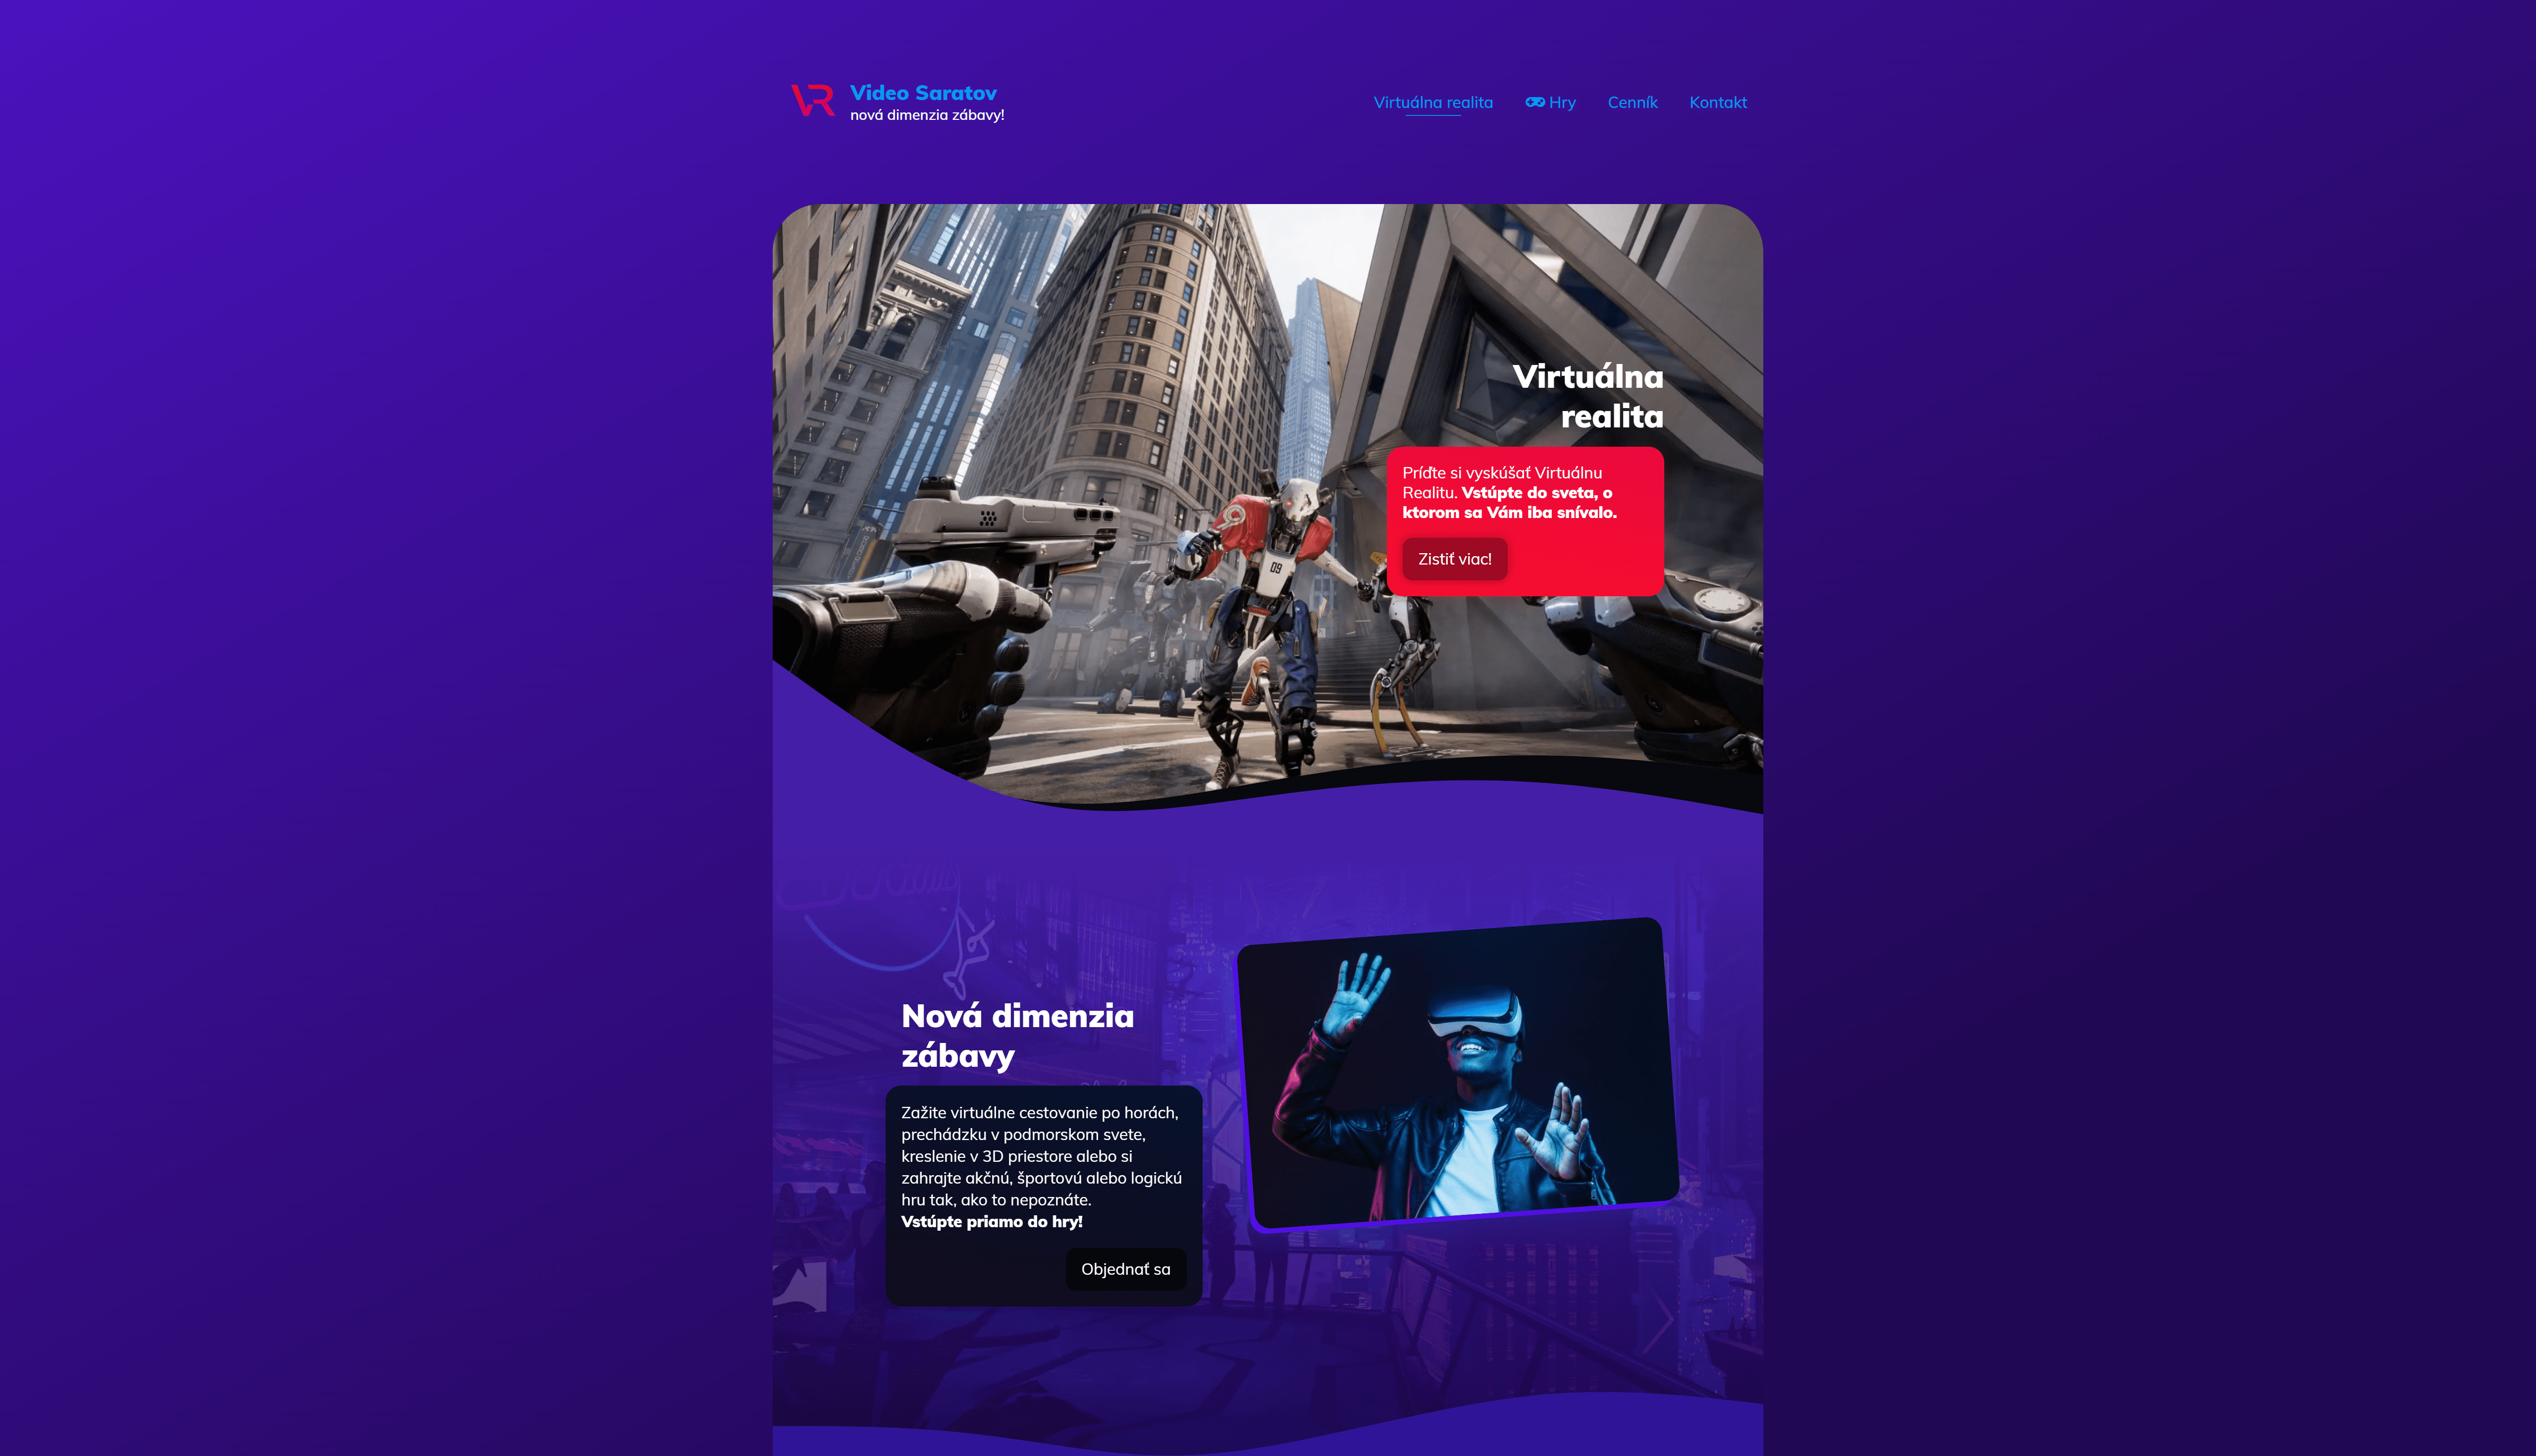 VR
Video Saratov
nová dimenzia zábavy!
Virtuálna realita
Hry
Cenník
Kontakt
Virtuálna
realita
Príďte si vyskúšať Virtuálnu
Realitu. Vstúpte do sveta, o
ktorom sa Vám iba snívalo.
Zistiť viac!
09
Nová dimenzia
zábavy
Zažite virtuálne cestovanie po horách,
prechádzku v podmorskom svete,
kreslenie v 3D priestore alebo si
zahrajte akčnú, športovú alebo logickú
hru tak, ako to nepoznáte.
Vstúpte priamo do hry!
Objednať sa